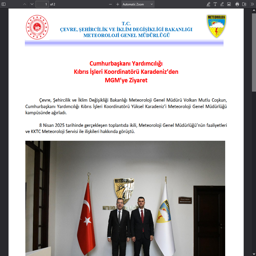 T.C.
ÇEVRE, ŞEHİRCİLİK VE İKLİM DEĞİŞİKLİĞİ BAKANLIĞI
METEOROLOJİ GENEL MÜDÜRLÜĞÜ
Cumhurbaşkanı Yardımcılığı
Kıbrıs İşleri Koordinatörü Karadeniz'den
MGM'ye Ziyaret
Çevre, Şehircilik ve İklim Değişikliği Bakanlığı Meteoroloji Genel Müdürü Volkan Mutlu Coşkun,
Cumhurbaşkanı Yardımcılığı Kıbrıs İşleri Koordinatörü Yüksel Karadeniz'i Meteoroloji Genel Müdürlüğü
kampüsünde ağırladı.
8 Nisan 2025 tarihinde gerçekleşen toplantıda ikili, Meteoroloji Genel Müdürlüğü'nün faaliyetleri
ve KKTC Meteoroloji Servisi ile ilişkileri hakkında görüştü.